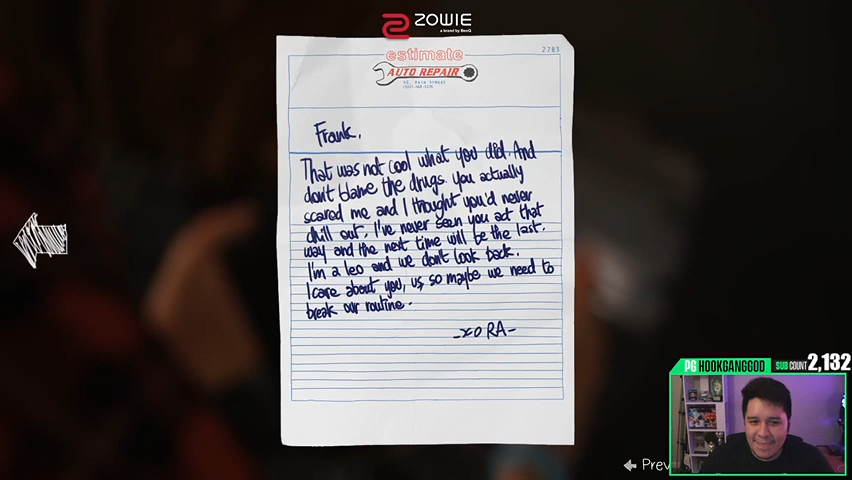 ZOWIE
a brand by BenQ
estimate
2783
AUTO REPAIR
Frank,
That was not cool what you did. And
don't blame the drugs. You actually
scared me and I thought you'd never
chill out. I've never seen you act that
way and the next time will be the last.
I'm a leo and we don't look back.
I care about you, us, so maybe we need to
break our routine.
-xo RA-
PG HOOKGANGGOD SUB COUNT 2,132
Prev